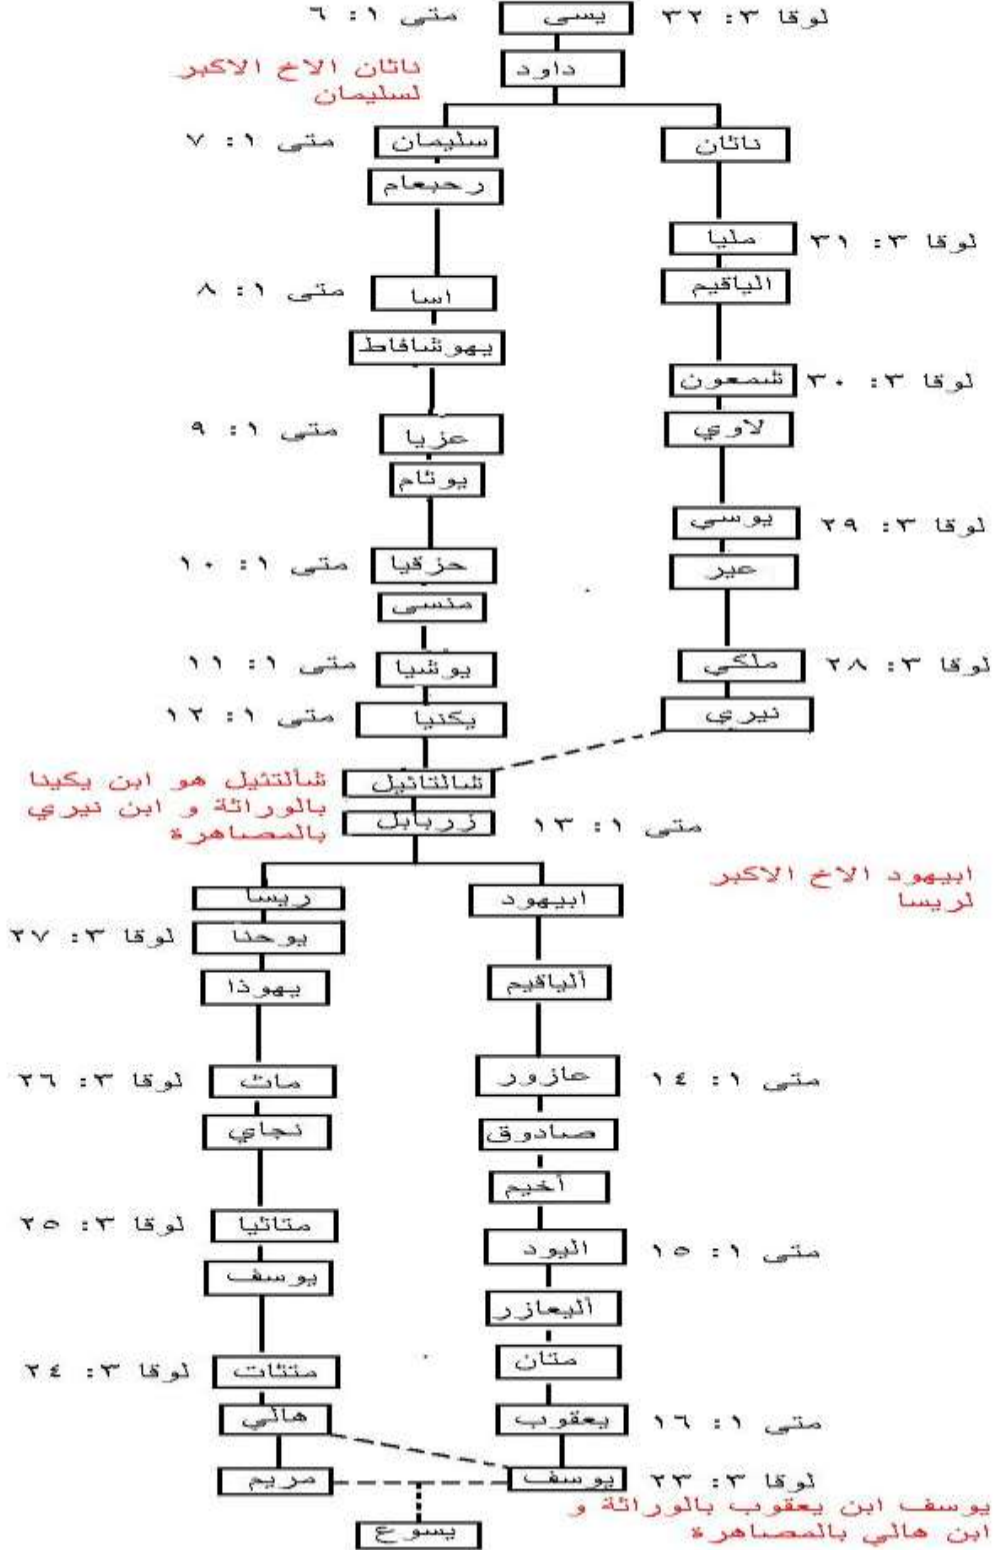 لوقا ٣: ٣٢
يسى
متى ١: ٦
داود
ناثان الاخ الاكبر
لسليمان
ناثان
سليمان
متى ١: ٧
رحبعام
لوقا ٣: ٣١
مليا
الياقيم
اسا
متى ١: ٨
يهوشافاط
لوقا ٣: ٣٠
شمعون
لاوي
عزيا
متى ١: ٩
يوثام
لوقا ٣: ٢٩
يوسي
عير
حزقيا
متى ١: ١٠
منسى
لوقا ٣: ٢٨
ملكي
نيري
يوشيا
متى ١: ١١
يكنيا
متى ١: ١٢
شالتائيل
شألتئيل هو ابن يكينا
بالوراثة و ابن نيري
بالمصاهرة
متى ١: ١٣
زربابل
ابيهود الاخ الاكبر
لريسا
ابيهود
ريسا
يوحنا
لوقا ٣: ٢٧
يهوذا
ألياقيم
متى ١: ١٤
عازور
صادوق
أخيم
ماث
لوقا ٣: ٢٦
نجاي
متى ١: ١٥
اليود
أليعازر
متان
متاثيا
لوقا ٣: ٢٥
يوسف
متثات
لوقا ٣: ٢٤
هالي
متى ١: ١٦
يعقوب
لوقا ٣: ٢٣
يوسف
مريم
يوسف ابن يعقوب بالوراثة و
ابن هالي بالمصاهرة
يسوع